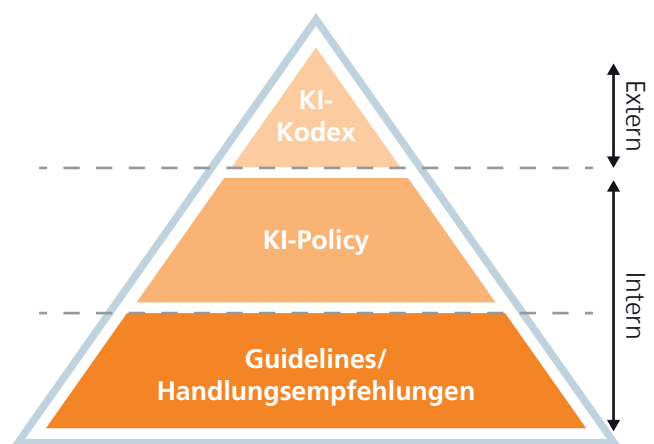 KI-
Kodex
Extern
KI-Policy
Intern
Guidelines/
Handlungsempfehlungen